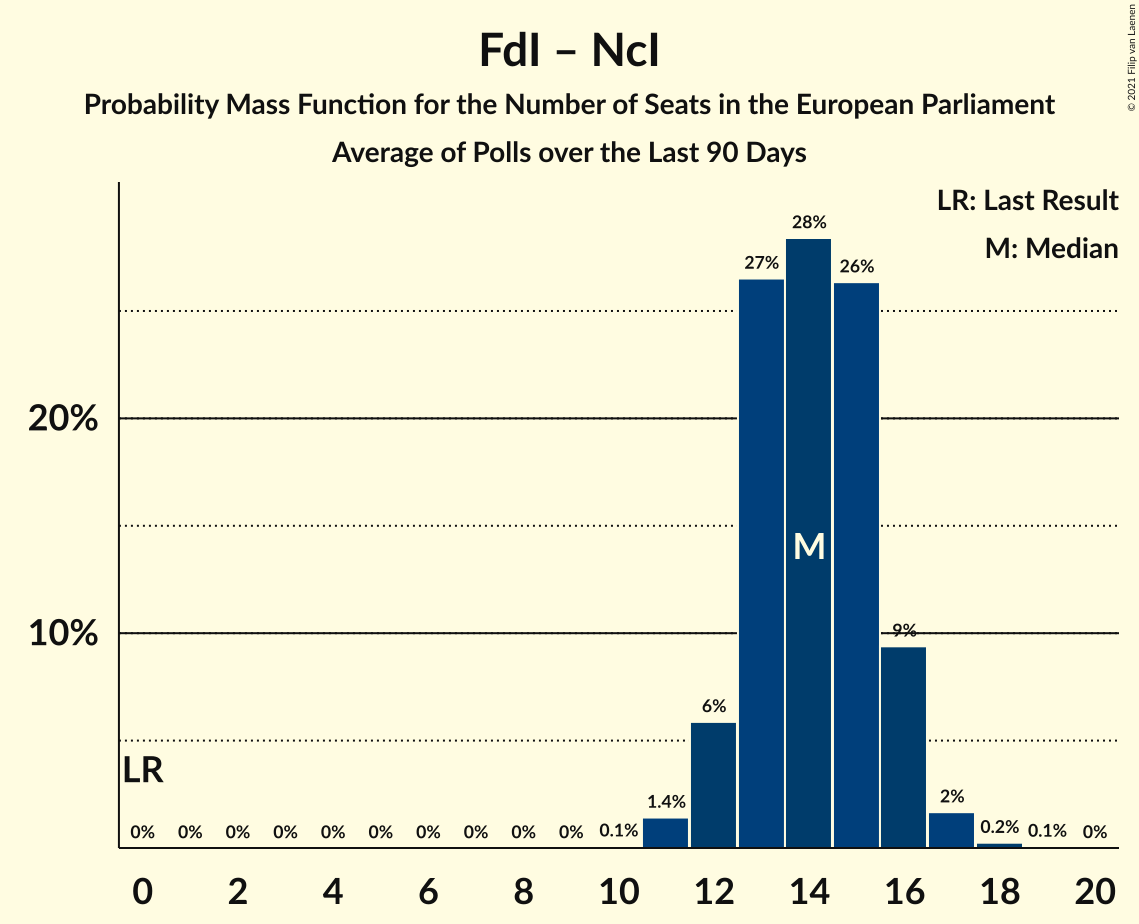 FdI – NcI
Probability Mass Function for the Number of Seats in the European Parliament
Average of Polls over the Last 90 Days
© 2021 Filip van Laenen
LR: Last Result
M: Median
28%
27%
26%
20%
M
10%
9%
6%
LR
1.4%
2%
0% 0% 0% 0% 0% 0% 0% 0% 0% 0% 0.1% 0.2% 0.1% 0%
0 2 4 6 8 10 12 14 16 18 20